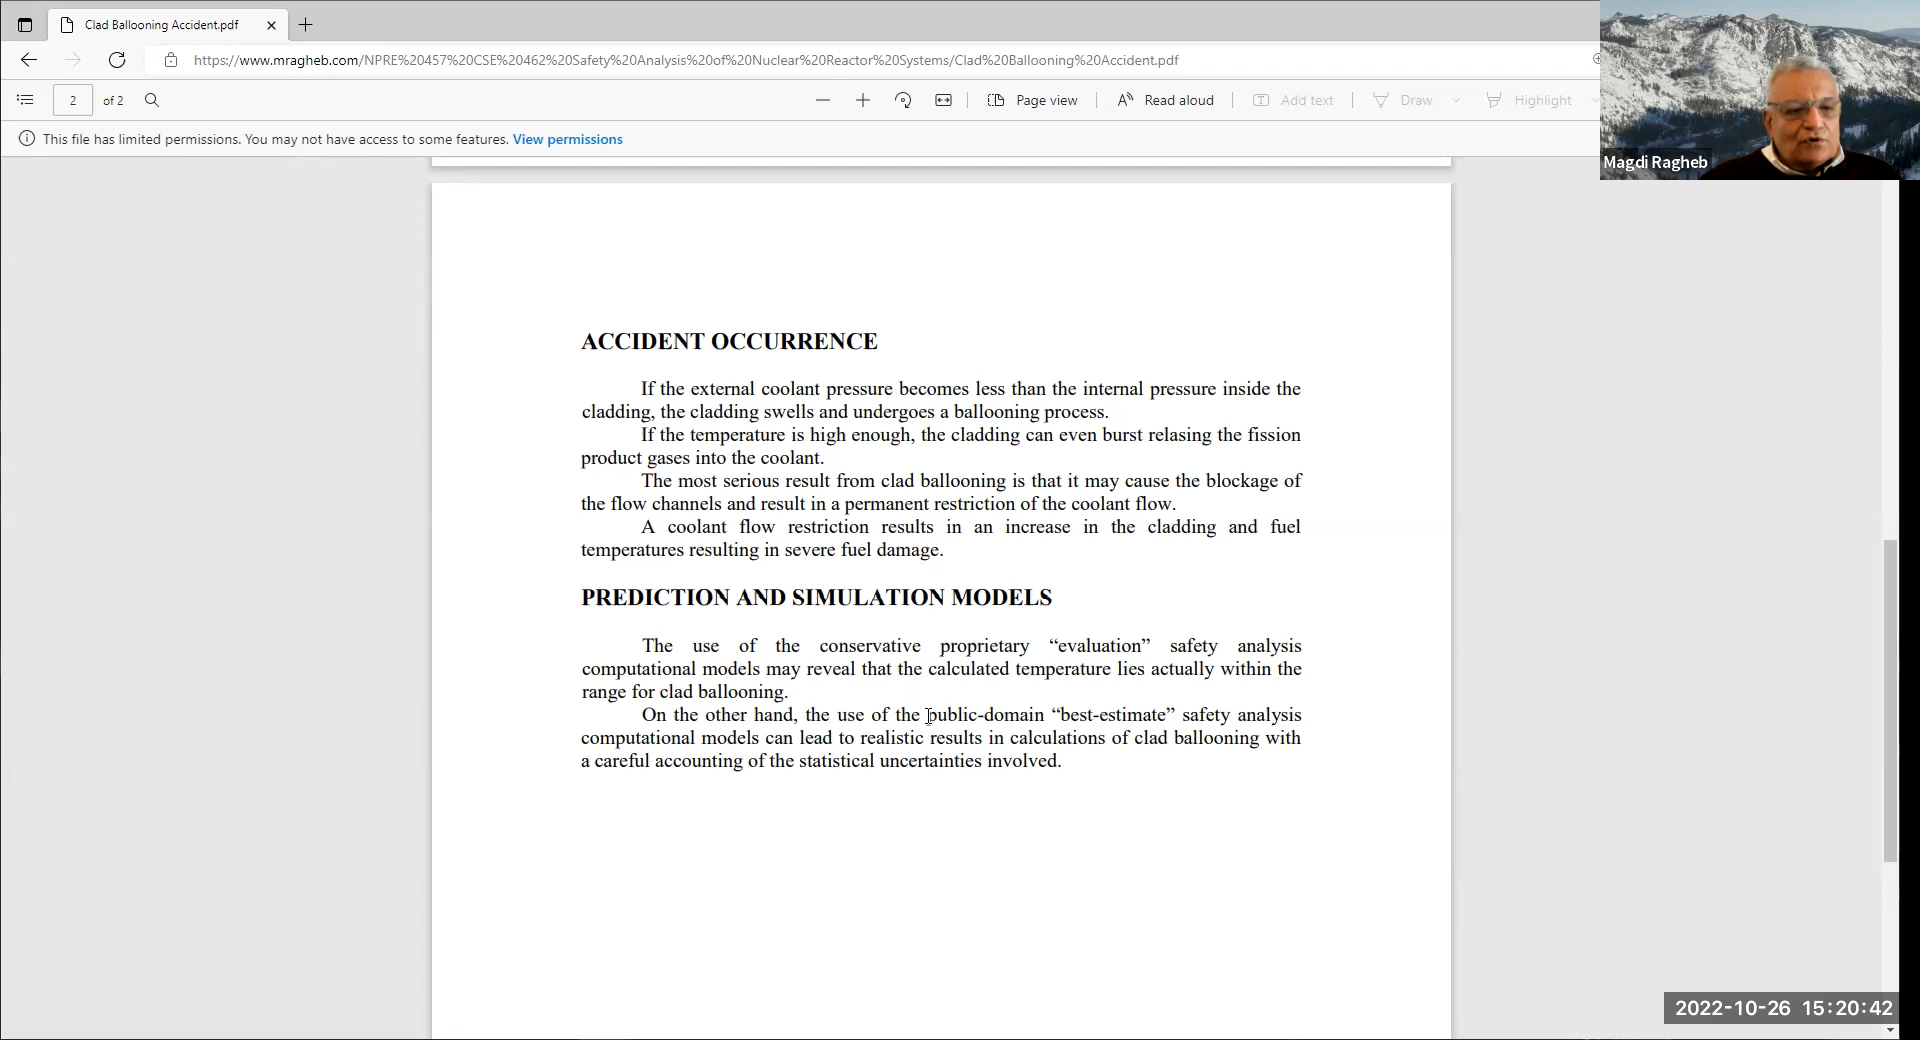 Clad Ballooning Accident.pdf
https://www.mragheb.com/NPRE%20457%20CSE%20462%20Safety%20Analysis%20of%20Nuclear%20Reactor%20Systems/Clad%20Ballooning%20Accident.pdf
2 of 2 Page view Read aloud Add text Draw Highlight
This file has limited permissions. You may not have access to some features. View permissions
Magdi Ragheb
ACCIDENT OCCURRENCE
If the external coolant pressure becomes less than the internal pressure inside the
cladding, the cladding swells and undergoes a ballooning process.
If the temperature is high enough, the cladding can even burst relasing the fission
product gases into the coolant.
The most serious result from clad ballooning is that it may cause the blockage of
the flow channels and result in a permanent restriction of the coolant flow.
A coolant flow restriction results in an increase in the cladding and fuel
temperatures resulting in severe fuel damage.
PREDICTION AND SIMULATION MODELS
The use of the conservative proprietary “evaluation” safety analysis
computational models may reveal that the calculated temperature lies actually within the
range for clad ballooning.
On the other hand, the use of the public-domain “best-estimate” safety analysis
computational models can lead to realistic results in calculations of clad ballooning with
a careful accounting of the statistical uncertainties involved.
2022-10-26 15:20:42